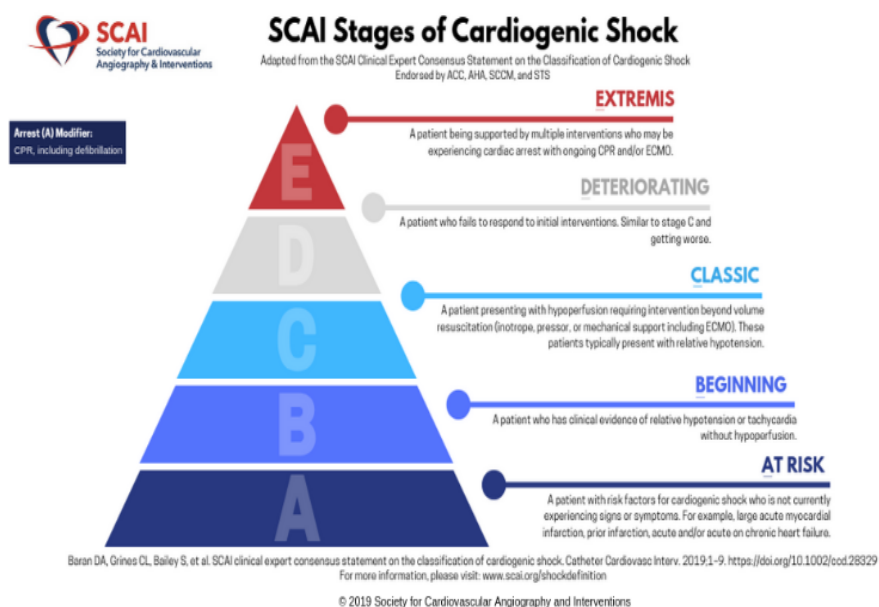 SCAI
Society for Cardiovascular
Angiography & Interventions
SCAI Stages of Cardiogenic Shock
Adapted from the SCAI Clinical Expert Consensus Statement on the Classification of Cardiogenic Shock
Endorsed by ACC, AHA, SCCM, and STS
Arrest (A) Modifier:
CPR, including defibrillation
E
EXTREMIS
A patient being supported by multiple interventions who may be
experiencing cardiac arrest with ongoing CPR and/or ECMO.
D
DETERIORATING
A patient who fails to respond to initial interventions. Similar to stage C and
getting worse.
C
CLASSIC
A patient presenting with hypoperfusion requiring intervention beyond volume
resuscitation (inotrope, pressor, or mechanical support including ECMO). These
patients typically present with relative hypotension.
B
BEGINNING
A patient who has clinical evidence of relative hypotension or tachycardia
without hypoperfusion.
A
AT RISK
A patient with risk factors for cardiogenic shock who is not currently
experiencing signs or symptoms. For example, large acute myocardial
infarction, prior infarction, acute and/or acute on chronic heart failure.
Baran DA, Grines CL, Bailey S, et al. SCAI clinical expert consensus statement on the classification of cardiogenic shock. Catheter Cardiovasc Interv. 2019;1-9. https://doi.org/10.1002/ccd.28329
For more information, please visit: www.scai.org/shockdefinition
© 2019 Society for Cardiovascular Angiography and Interventions